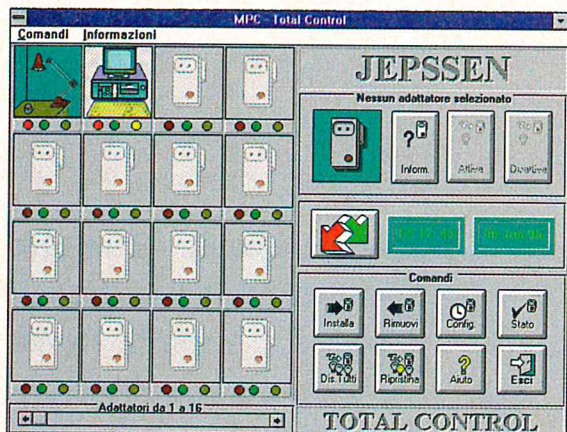 MPC - Total Control
Comandi Informazioni
JEPSSEN
Nessun adattatore selezionato
?
Inform.
Attiva
Disattiva
Comandi
Installa
Rimuovi
Config.
Stato
Dis.Tutti
Ripristina
?
Aiuto
Esci
Adattatori da 1 a 16
TOTAL CONTROL